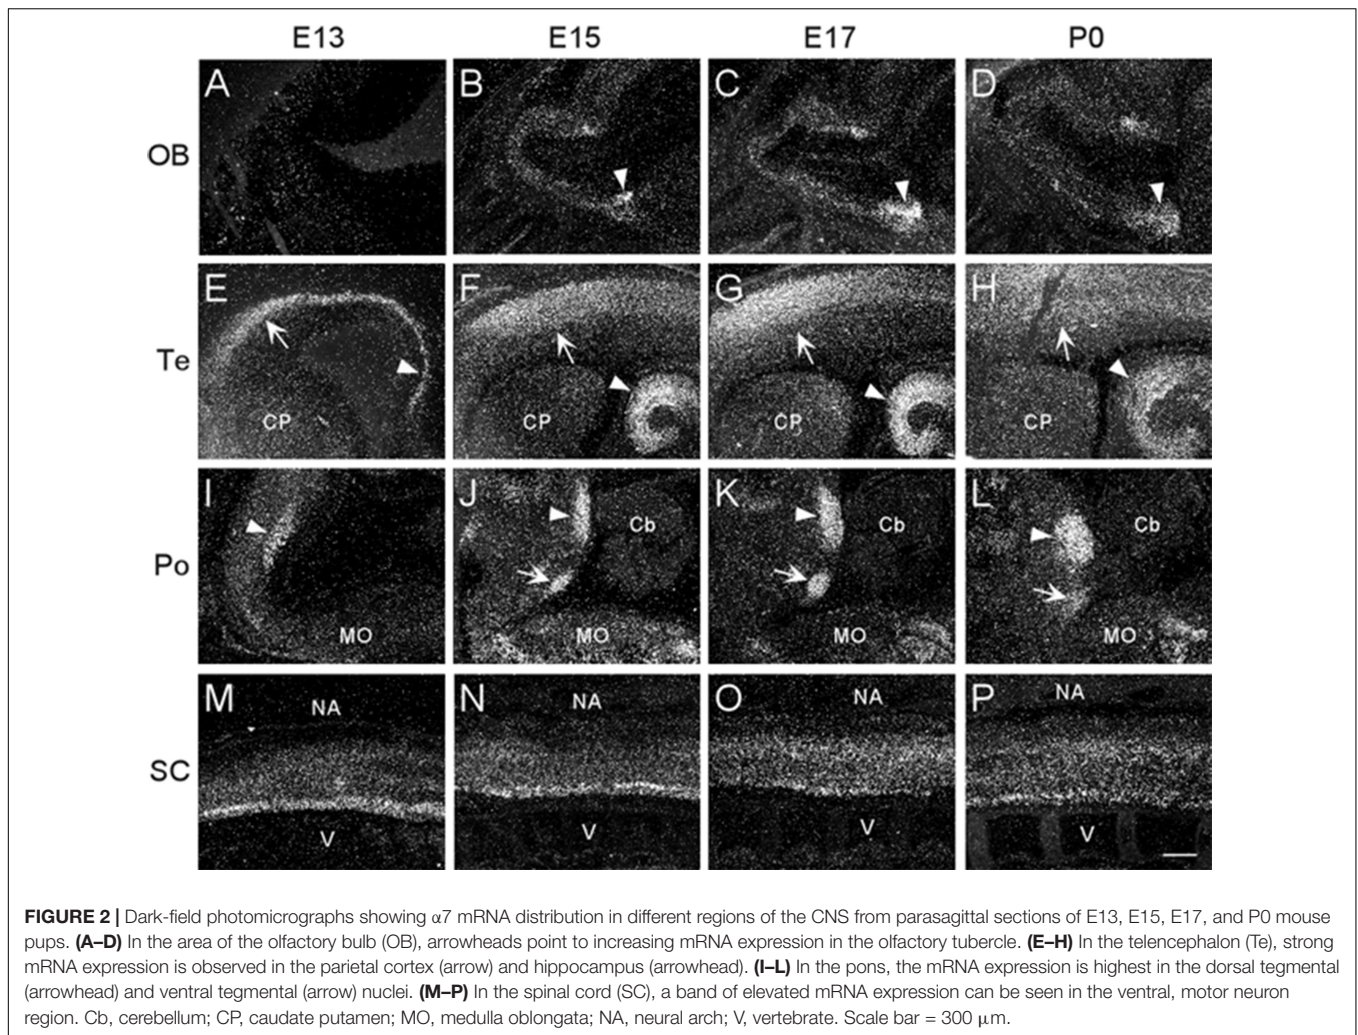 E13 E15 E17 P0
A B C D
OB
E F G H
Te
CP CP CP CP
I J K L
Cb Cb Cb
Po
MO MO MO MO
M N O P
NA NA NA NA
SC
V V V V
FIGURE 2 | Dark-field photomicrographs showing α7 mRNA distribution in different regions of the CNS from parasagittal sections of E13, E15, E17, and P0 mouse
pups. (A–D) In the area of the olfactory bulb (OB), arrowheads point to increasing mRNA expression in the olfactory tubercle. (E–H) In the telencephalon (Te), strong
mRNA expression is observed in the parietal cortex (arrow) and hippocampus (arrowhead). (I–L) In the pons, the mRNA expression is highest in the dorsal tegmental
(arrowhead) and ventral tegmental (arrow) nuclei. (M–P) In the spinal cord (SC), a band of elevated mRNA expression can be seen in the ventral, motor neuron
region. Cb, cerebellum; CP, caudate putamen; MO, medulla oblongata; NA, neural arch; V, vertebrate. Scale bar = 300 μm.